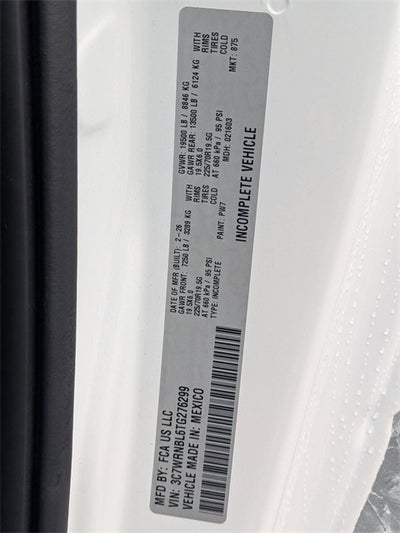 MFD BY: FCA US LLC
VIN: 3C7WRNBL6TG276299
VEHICLE MADE IN: MEXICO
DATE OF MFR (BUILT): 2-26
GAWR FRONT: 7250 LB / 3289 KG WITH
19.5X6.0 RIMS
225/70R19.5G TIRES
AT 660 kPa / 95 PSI COLD
TYPE: INCOMPLETE
PAINT: PW7
GVWR: 19500 LB / 8846 KG
GAWR REAR: 13500 LB / 6124 KG WITH
19.5X6.0 RIMS
225/70R19.5G TIRES
AT 660 kPa / 95 PSI COLD
MDH: 021603 MKT: 875
INCOMPLETE VEHICLE